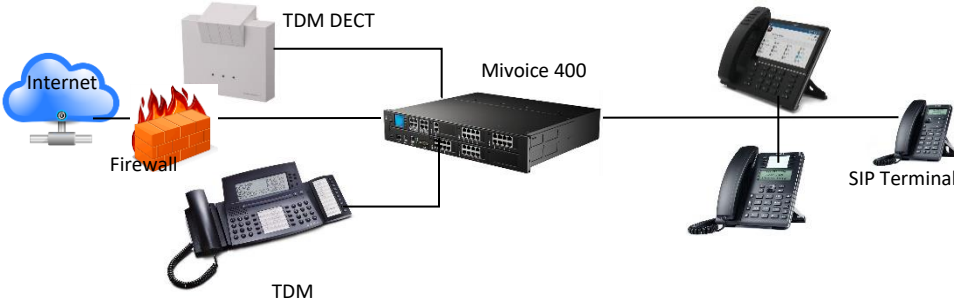 TDM DECT
Internet
Mivoice 400
Firewall
SIP Terminal
TDM